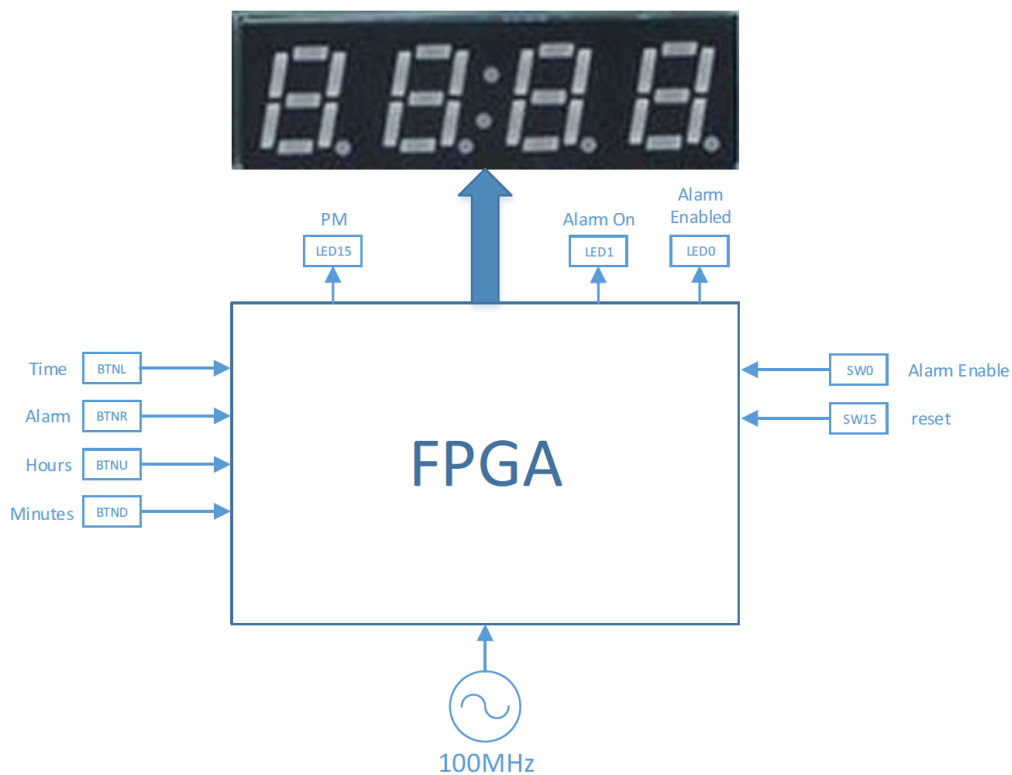 PM
LED15
Alarm On
LED1
Alarm
Enabled
LED0
Time
BTNL
Alarm
BTNR
Hours
BTNU
Minutes
BTND
FPGA
SW0
Alarm Enable
SW15
reset
100MHz